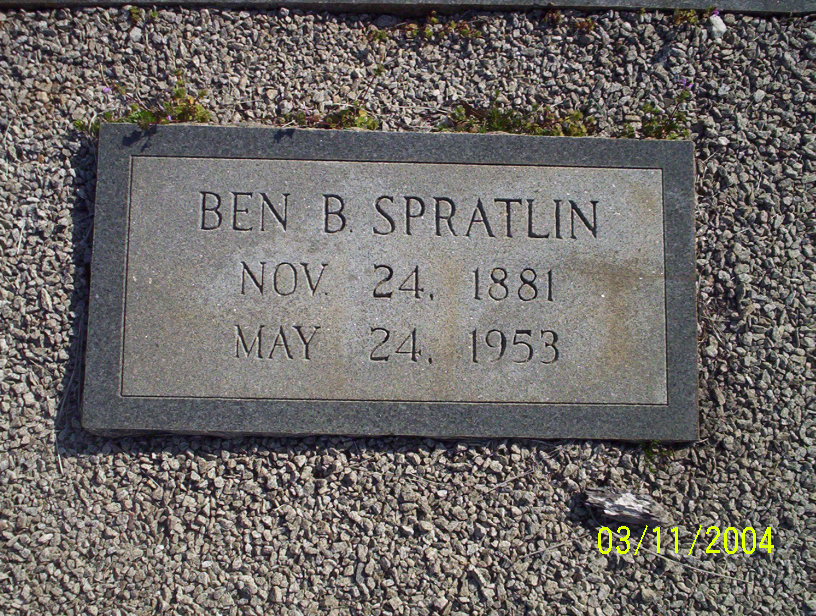 BEN B. SPRATLIN
NOV. 24, 1881
MAY 24, 1953
03/11/2004